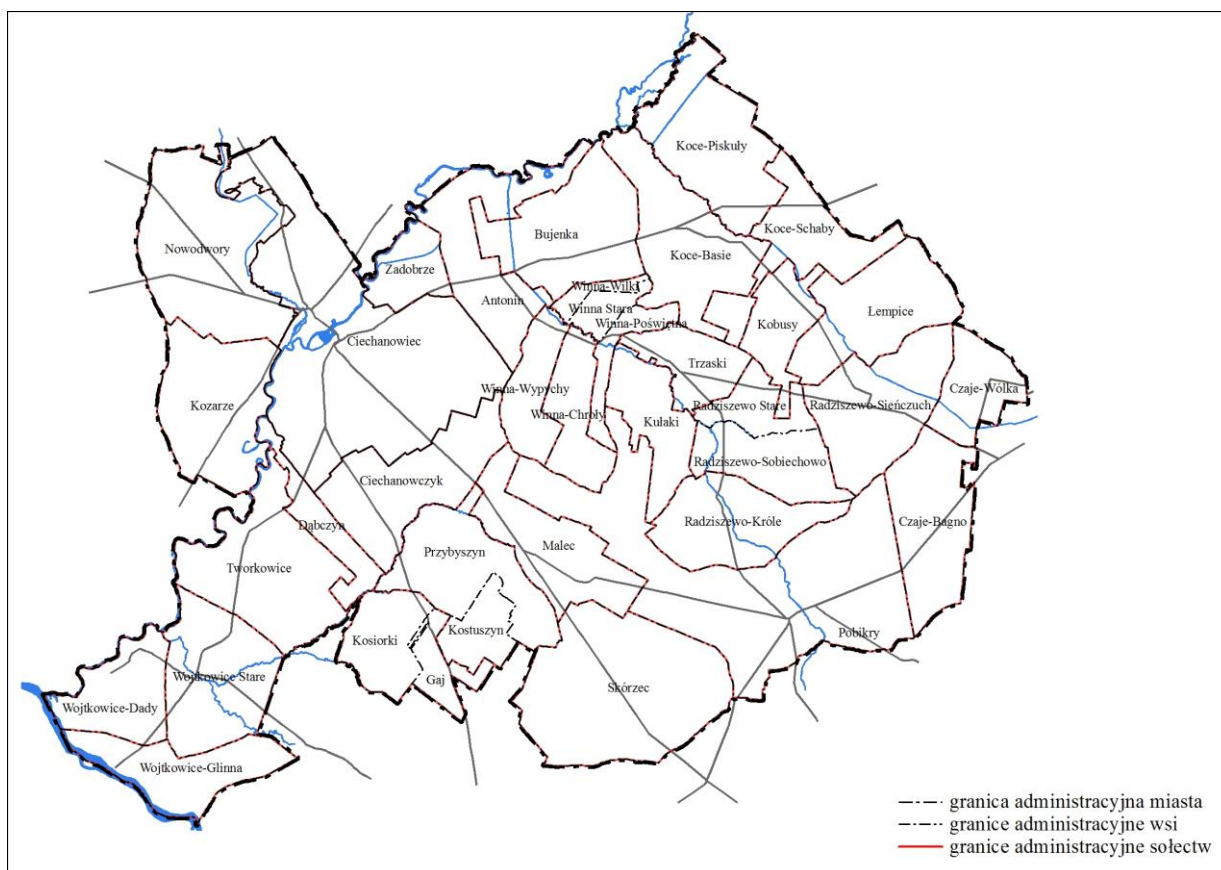 Koce-Piskuły
Koce-Schaby
Nowodwory
Bujenka
Koce-Basie
Zadobrze
Winna-Wilki
Antonin
Winna Stara
Łempice
Winna-Poświętna
Kobusy
Ciechanowiec
Trzaski
Czaje-Wólka
Winna-Wypychy
Kozarze
Radziszewo Stare
Radziszewo-Sieńczuch
Winna-Chroły
Kułaki
Radziszewo-Sobiechowo
Ciechanowczyk
Dąbczyn
Radziszewo-Króle
Czaje-Bagno
Malec
Przybyszyn
Tworkowice
Kostuszyn
Pobikry
Kosiorki
Wojtkowice Stare
Gaj
Skórzec
Wojtkowice-Dady
Wojtkowice-Glinna
granica administracyjna miasta
granice administracyjne wsi
granice administracyjne sołectw